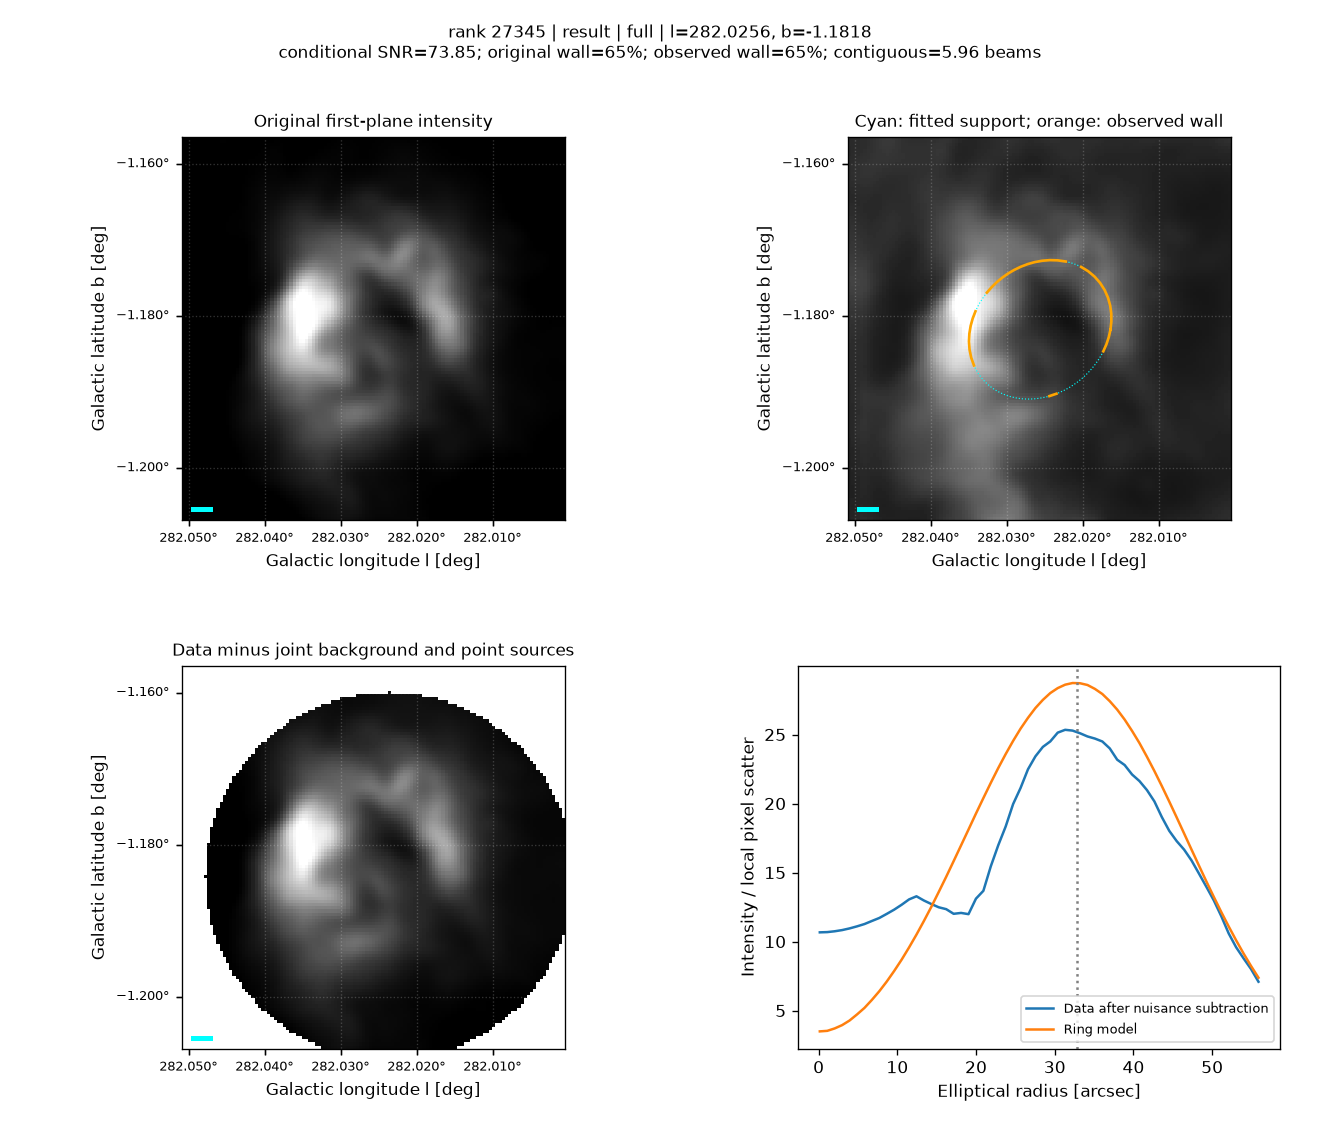 rank 27345 | result | full | l=282.0256, b=-1.1818
conditional SNR=73.85; original wall=65%; observed wall=65%; contiguous=5.96 beams
Original first-plane intensity
−1.160°
−1.180°
−1.200°
Galactic latitude b [deg]
282.050° 282.040° 282.030° 282.020° 282.010°
Galactic longitude l [deg]
Cyan: fitted support; orange: observed wall
−1.160°
−1.180°
−1.200°
Galactic latitude b [deg]
282.050° 282.040° 282.030° 282.020° 282.010°
Galactic longitude l [deg]
Data minus joint background and point sources
−1.160°
−1.180°
−1.200°
Galactic latitude b [deg]
282.050° 282.040° 282.030° 282.020° 282.010°
Galactic longitude l [deg]
25
20
15
10
5
Intensity / local pixel scatter
Data after nuisance subtraction
Ring model
0 10 20 30 40 50
Elliptical radius [arcsec]